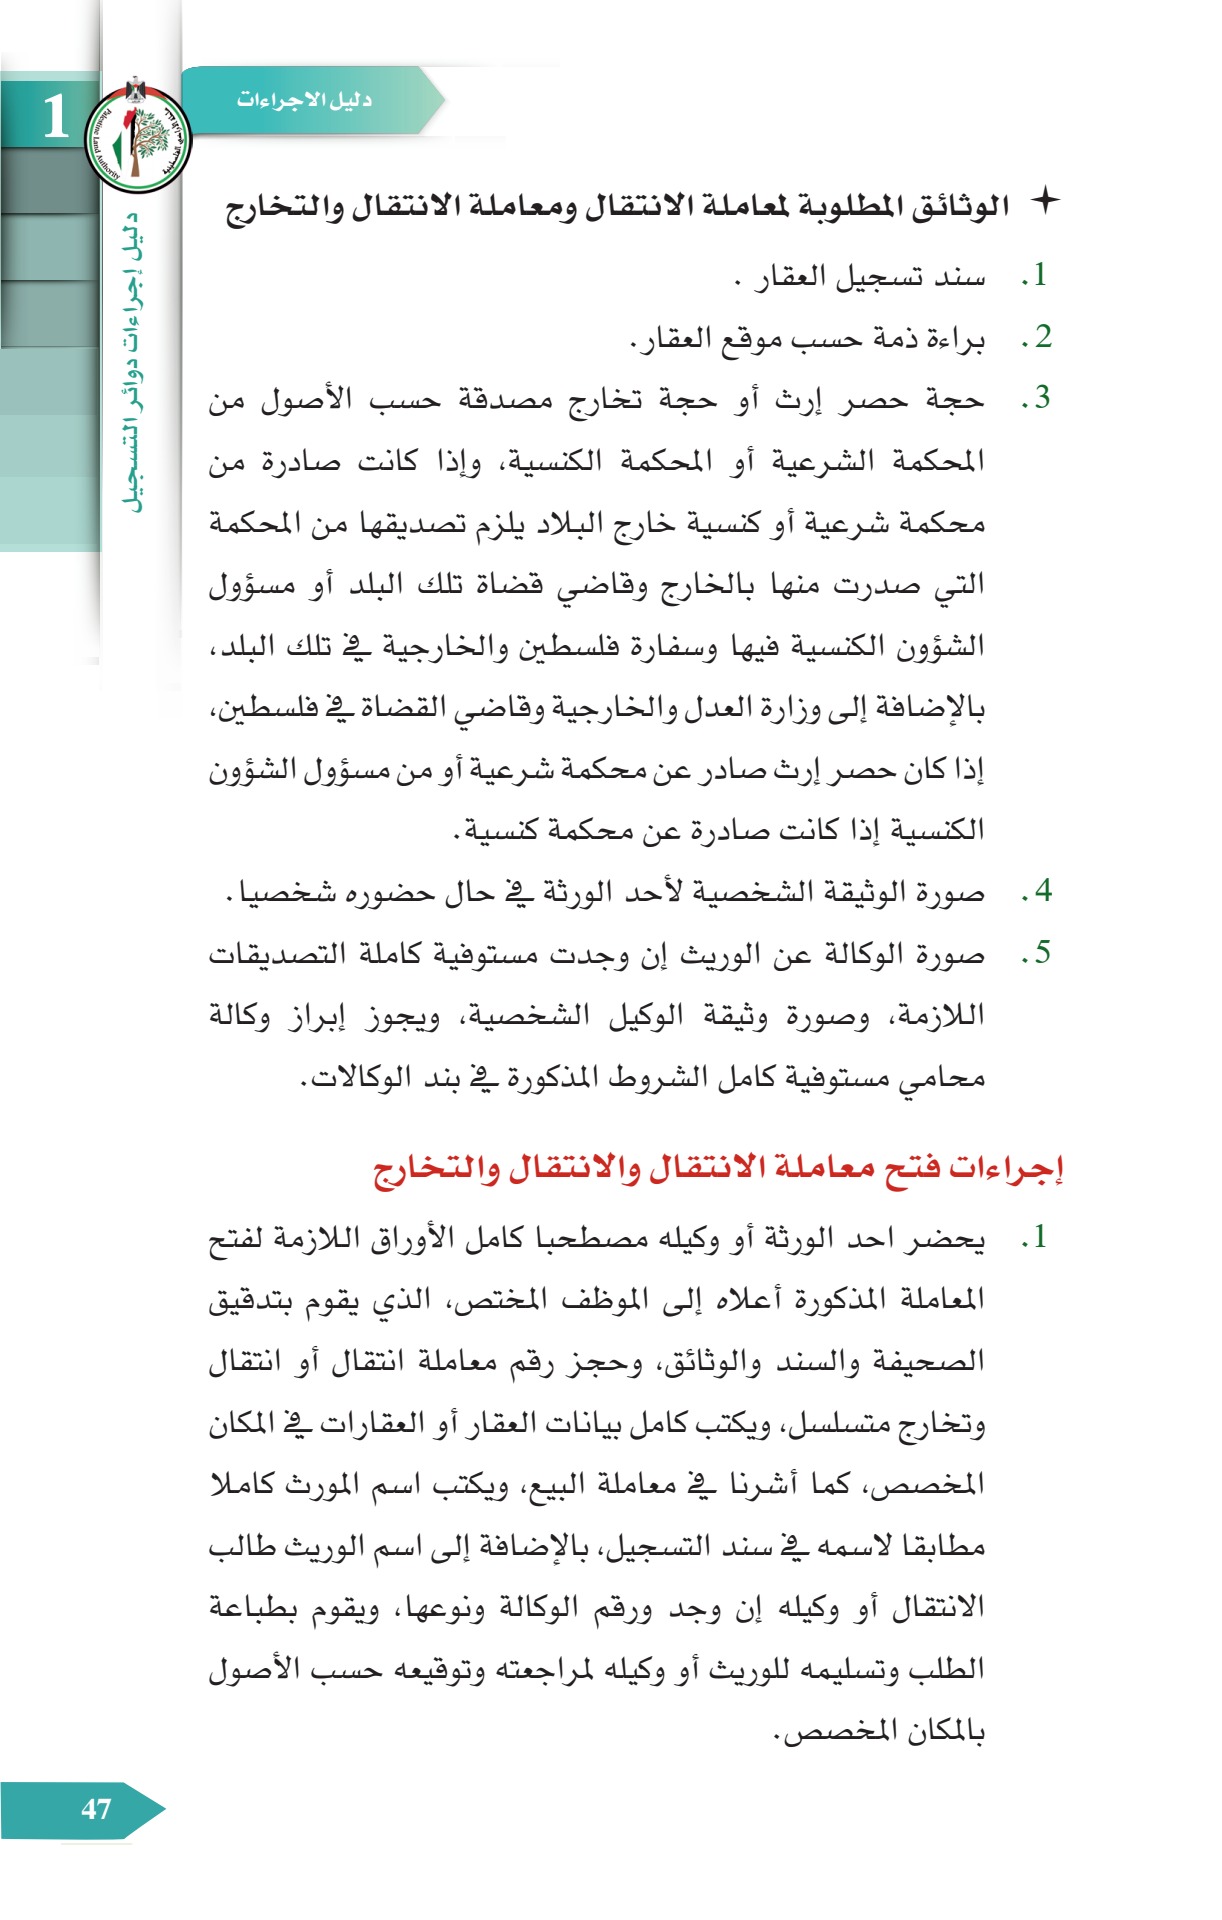 دليل الاجراءات
1
Palestine Land Authority
دليل إجراءات دوائر التسجيل
الوثائق المطلوبة لمعاملة الانتقال ومعاملة الانتقال والتخارج
1. سند تسجيل العقار .
2. براءة ذمة حسب موقع العقار.
3. حجة حصر إرث أو حجة تخارج مصدقة حسب الأصول من
المحكمة الشرعية أو المحكمة الكنسية، وإذا كانت صادرة من
محكمة شرعية أو كنسية خارج البلاد يلزم تصديقها من المحكمة
التي صدرت منها بالخارج وقاضي قضاة تلك البلد أو مسؤول
الشؤون الكنسية فيها وسفارة فلسطين والخارجية في تلك البلد،
بالإضافة إلى وزارة العدل والخارجية وقاضي القضاة في فلسطين،
إذا كان حصر إرث صادر عن محكمة شرعية أو من مسؤول الشؤون
الكنسية إذا كانت صادرة عن محكمة كنسية.
4. صورة الوثيقة الشخصية لأحد الورثة في حال حضوره شخصيا.
5. صورة الوكالة عن الوريث إن وجدت مستوفية كاملة التصديقات
اللازمة، وصورة وثيقة الوكيل الشخصية، ويجوز إبراز وكالة
محامي مستوفية كامل الشروط المذكورة في بند الوكالات.
إجراءات فتح معاملة الانتقال والانتقال والتخارج
1. يحضر احد الورثة أو وكيله مصطحبا كامل الأوراق اللازمة لفتح
المعاملة المذكورة أعلاه إلى الموظف المختص، الذي يقوم بتدقيق
الصحيفة والسند والوثائق، وحجز رقم معاملة انتقال أو انتقال
وتخارج متسلسل، ويكتب كامل بيانات العقار أو العقارات في المكان
المخصص، كما أشرنا في معاملة البيع، ويكتب اسم المورث كاملا
مطابقا لاسمه في سند التسجيل، بالإضافة إلى اسم الوريث طالب
الانتقال أو وكيله إن وجد ورقم الوكالة ونوعها، ويقوم بطباعة
الطلب وتسليمه للوريث أو وكيله لمراجعته وتوقيعه حسب الأصول
بالمكان المخصص.
47